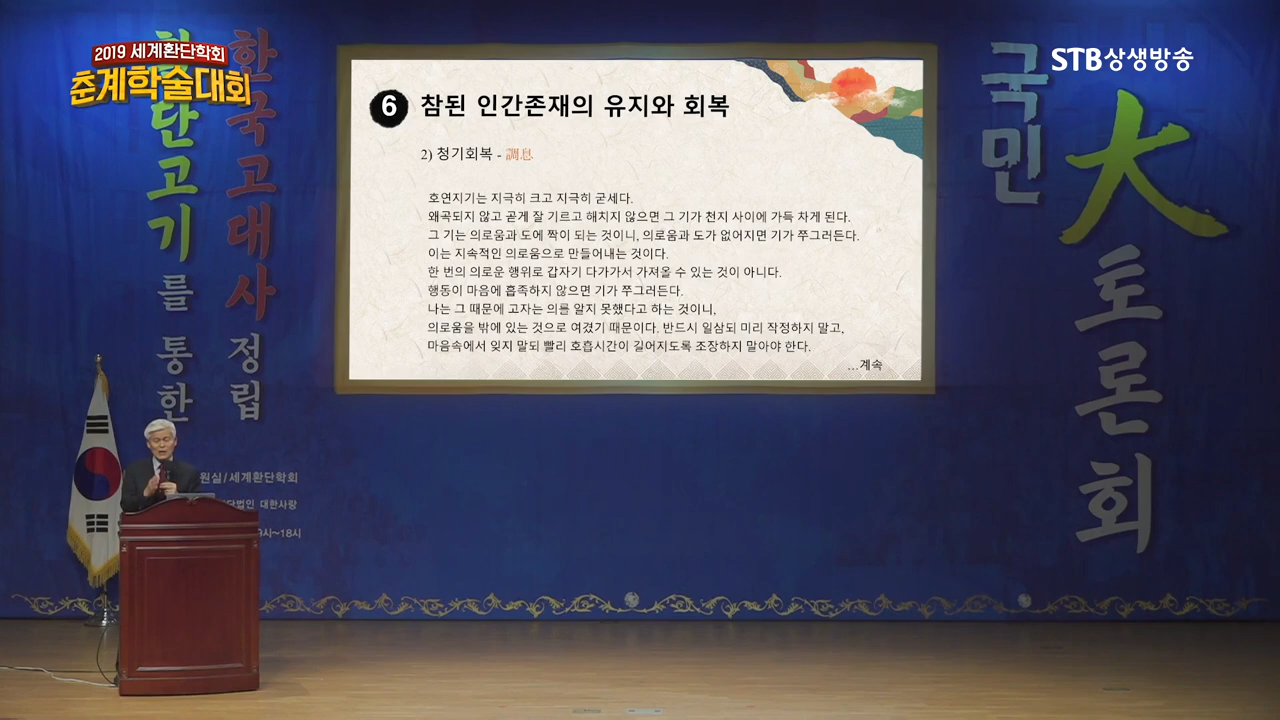 2019 세계환단학회
춘계학술대회
STB상생방송
한국고대사 정립
환단고기를 통한
국민
大토론회
6 참된 인간존재의 유지와 회복
2) 청기회복 - 調息
호연지기는 지극히 크고 지극히 굳세다.
왜곡되지 않고 곧게 잘 기르고 해치지 않으면 그 기가 천지 사이에 가득 차게 된다.
그 기는 의로움과 도에 짝이 되는 것이니, 의로움과 도가 없어지면 기가 쭈그러든다.
이는 지속적인 의로움으로 만들어내는 것이다.
한 번의 의로운 행위로 갑자기 다가가서 가져올 수 있는 것이 아니다.
행동이 마음에 흡족하지 않으면 기가 쭈그러든다.
나는 그 때문에 고자는 의를 알지 못했다고 하는 것이니,
의로움을 밖에 있는 것으로 여겼기 때문이다. 반드시 일삼되 미리 작정하지 말고,
마음속에서 잊지 말되 빨리 호흡시간이 길어지도록 조장하지 말아야 한다.
...계속
원실/세계환단학회
단법인 대한사랑
시~18시